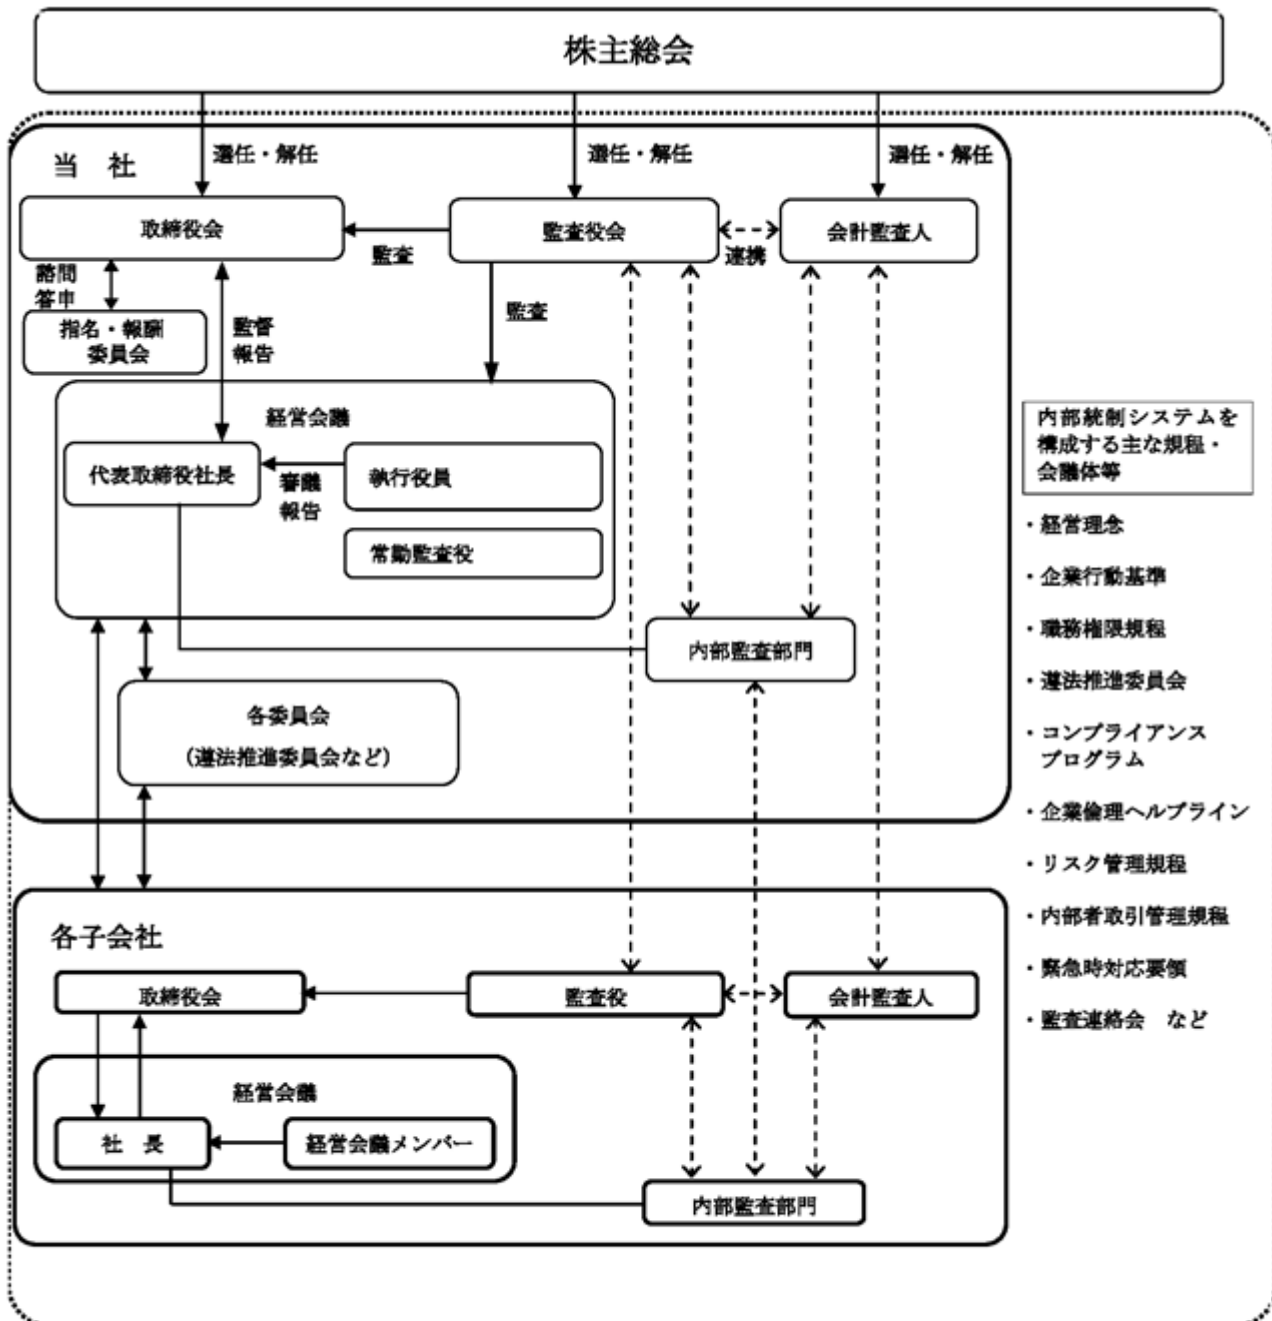 株主総会
当　社
選任・解任
選任・解任
選任・解任
取締役会
監査
監査役会
連携
会計監査人
諮問
答申
指名・報酬
委員会
監督
報告
監査
経営会議
代表取締役社長
審議
報告
執行役員
常勤監査役
内部監査部門
各委員会
(遵法推進委員会など)
内部統制システムを
構成する主な規程・
会議体等
・経営理念
・企業行動基準
・職務権限規程
・遵法推進委員会
・コンプライアンス
プログラム
・企業倫理ヘルプライン
・リスク管理規程
・内部者取引管理規程
・緊急時対応要領
・監査連絡会　など
各子会社
取締役会
監査役
会計監査人
経営会議
社　長
経営会議メンバー
内部監査部門